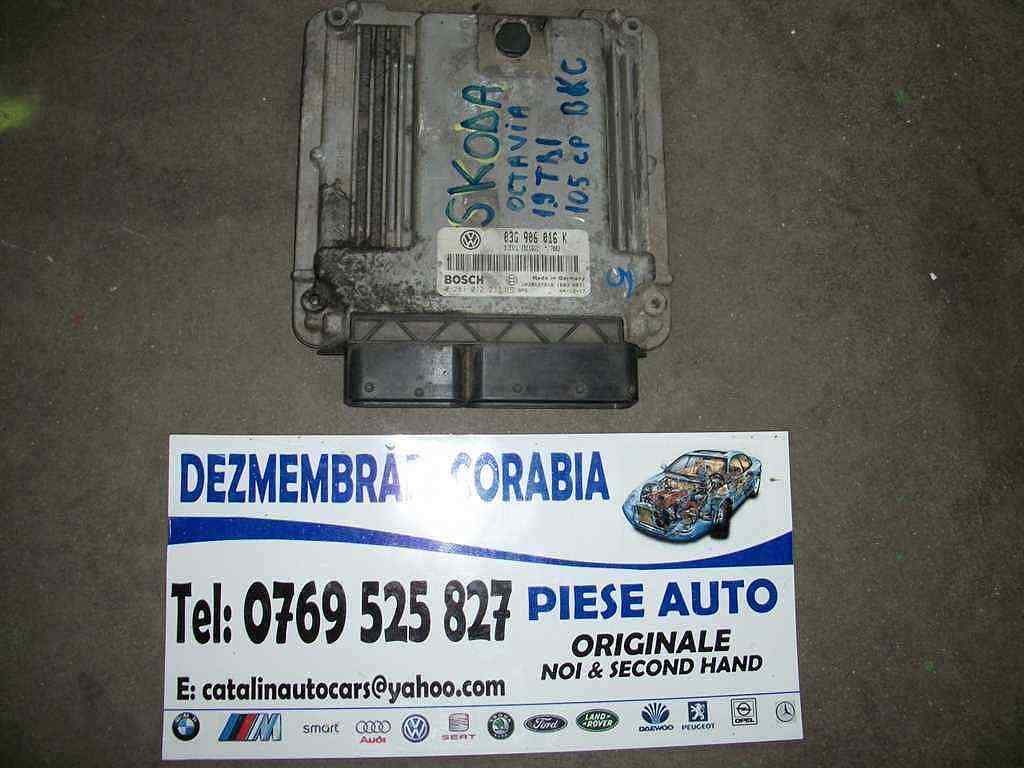 SKODA
OCTAVIA
1.9 TDI
105 CP BKC
03G 906 016 K
BOSCH
Made in Germany
DEZMEMBRĂRI CORABIA
Tel: 0769 525 827
PIESE AUTO
ORIGINALE
NOI & SECOND HAND
E: catalinautocars@yahoo.com
M smart Audi SEAT Ford LAND ROVER DAEWOO PEUGEOT OPEL